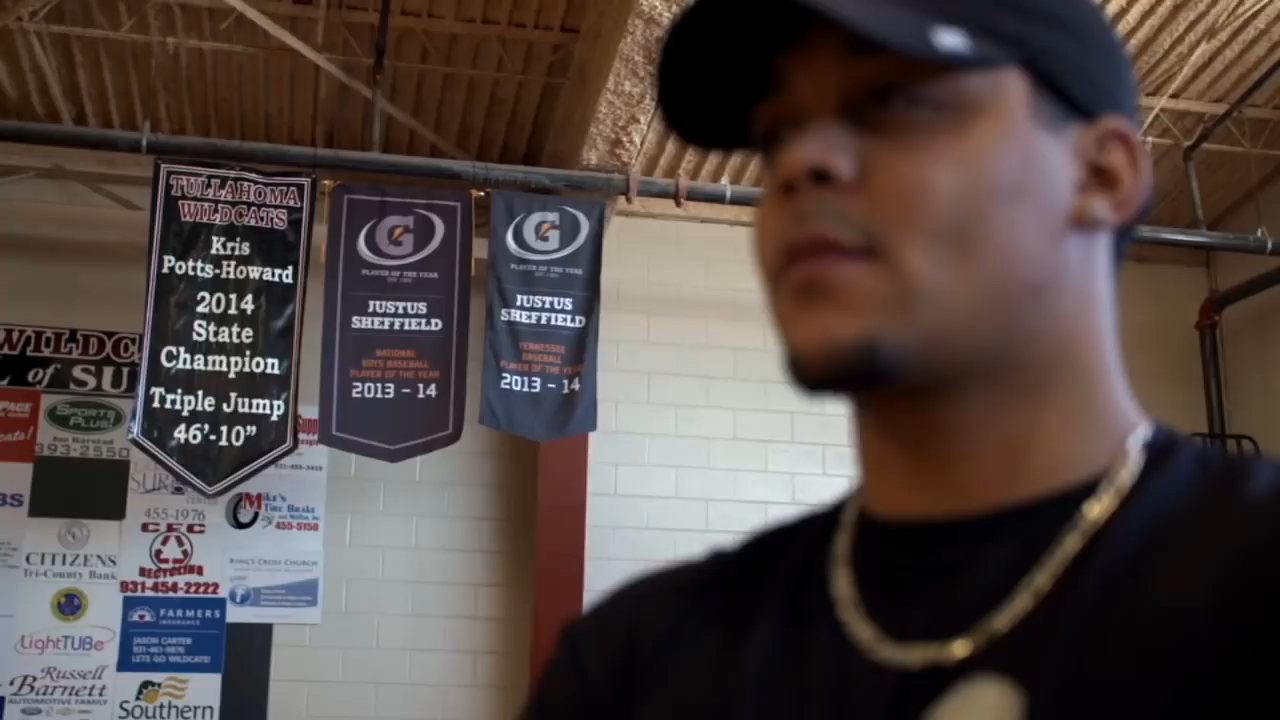 TULLAHOMA
WILDCATS
Kris
Potts-Howard
2014
State
Champion
Triple Jump
46'-10"
G
PLAYER OF THE YEAR
JUSTUS
SHEFFIELD
NATIONAL
BOYS BASEBALL
PLAYER OF THE YEAR
2013 - 14
G
PLAYER OF THE YEAR
JUSTUS
SHEFFIELD
TENNESSEE
BASEBALL
PLAYER OF THE YEAR
2013 - 14
WILDC
L of SU
SPORTS
PLUS!
393-2550
455-1976
455-5150
CFC
RECYCLING
931-454-2222
CITIZENS
Tri-County Bank
KING'S CROSS CHURCH
f
LightTUBe
FARMERS
INSURANCE
JASON CARTER
LETS GO WILDCATS!
Russell
Barnett
AUTOMOTIVE FAMILY
Southern